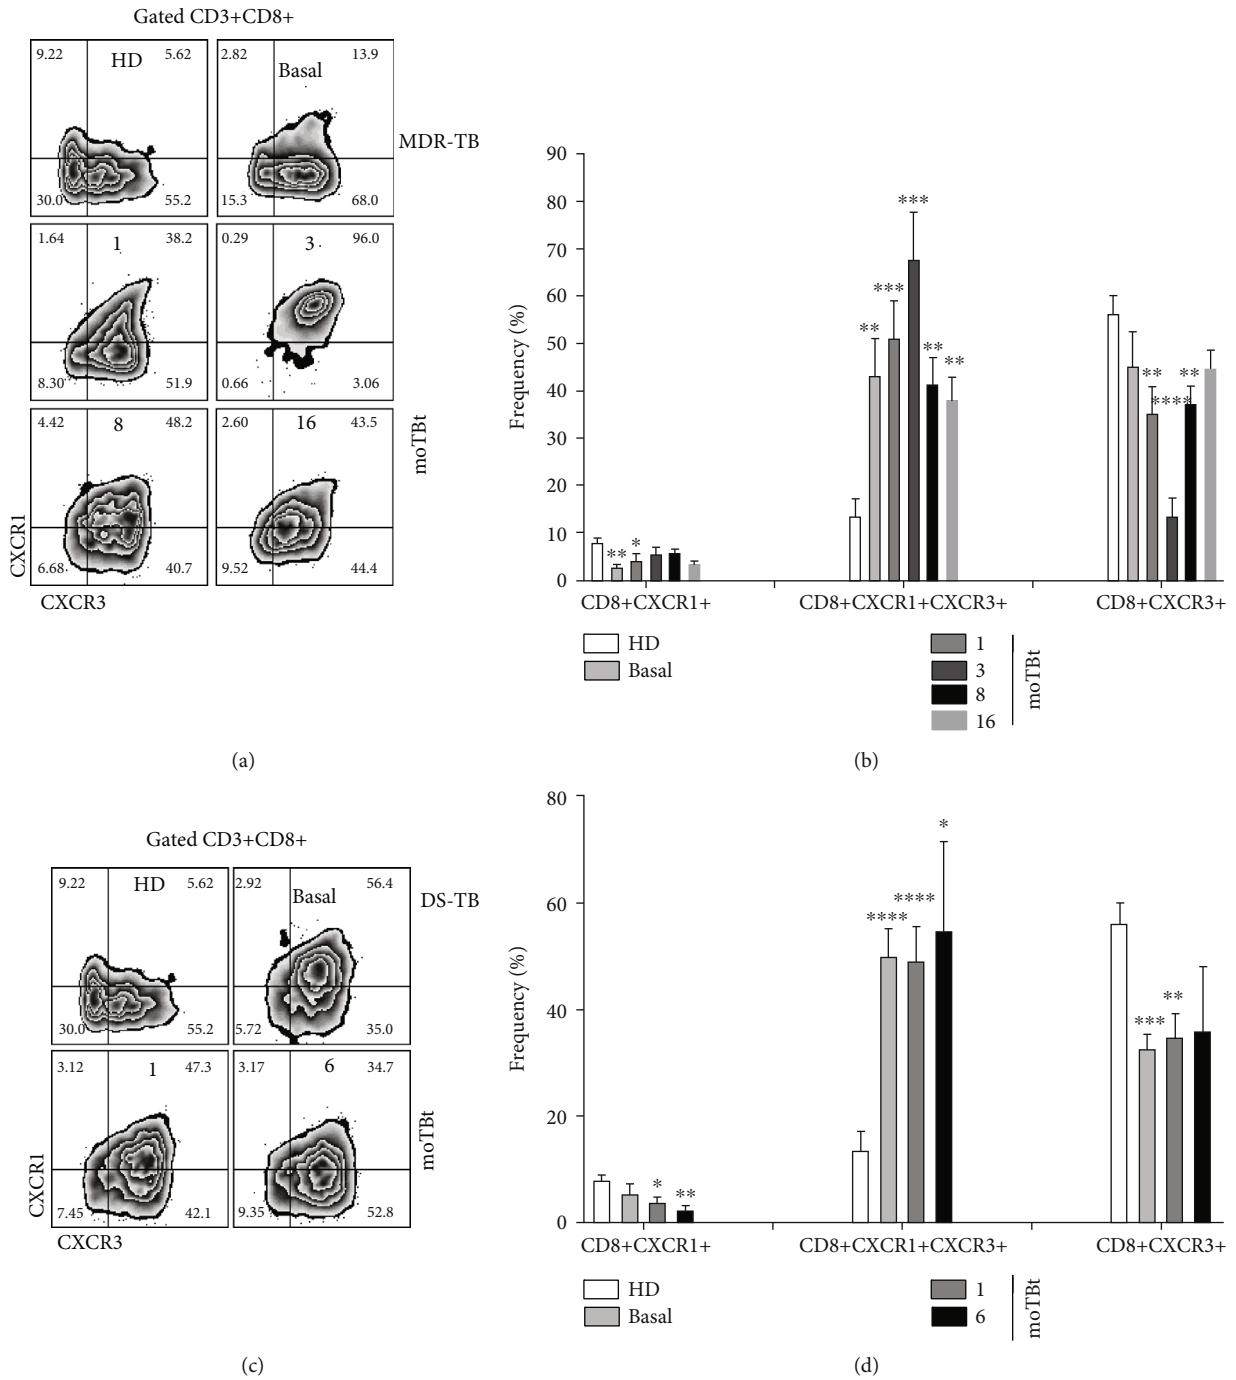 Gated CD3+CD8+
9.22 HD 5.62
2.82 Basal 13.9
MDR-TB
30.0 55.2
15.3 68.0
1.64 1 38.2
0.29 3 96.0
8.30 51.9
0.66 3.06
4.42 8 48.2
2.60 16 43.5
moTBt
CXCR1
6.68 40.7
9.52 44.4
CXCR3
(a)
90
80
70
60
50
40
30
20
10
0
Frequency (%)
** *
** *** *** ** **
** **** **
CD8+CXCR1+ CD8+CXCR1+CXCR3+ CD8+CXCR3+
HD
Basal
1
3
8
16
moTBt
(b)
Gated CD3+CD8+
9.22 HD 5.62
2.92 Basal 56.4
DS-TB
30.0 55.2
5.72 35.0
3.12 1 47.3
3.17 6 34.7
moTBt
CXCR1
7.45 42.1
9.35 52.8
CXCR3
(c)
80
60
40
20
0
Frequency (%)
* **
**** **** *
*** **
CD8+CXCR1+ CD8+CXCR1+CXCR3+ CD8+CXCR3+
HD
Basal
1
6
moTBt
(d)